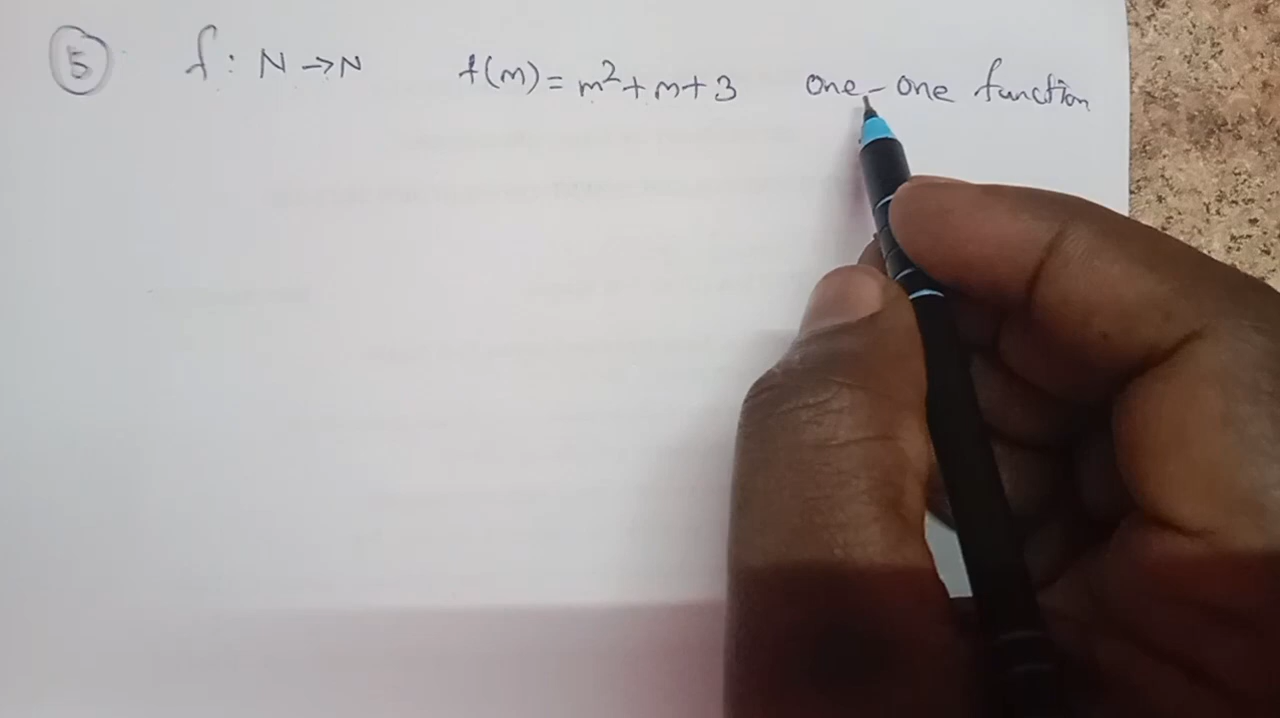 5 f : N → N f(m) = m² + m + 3 one-one function